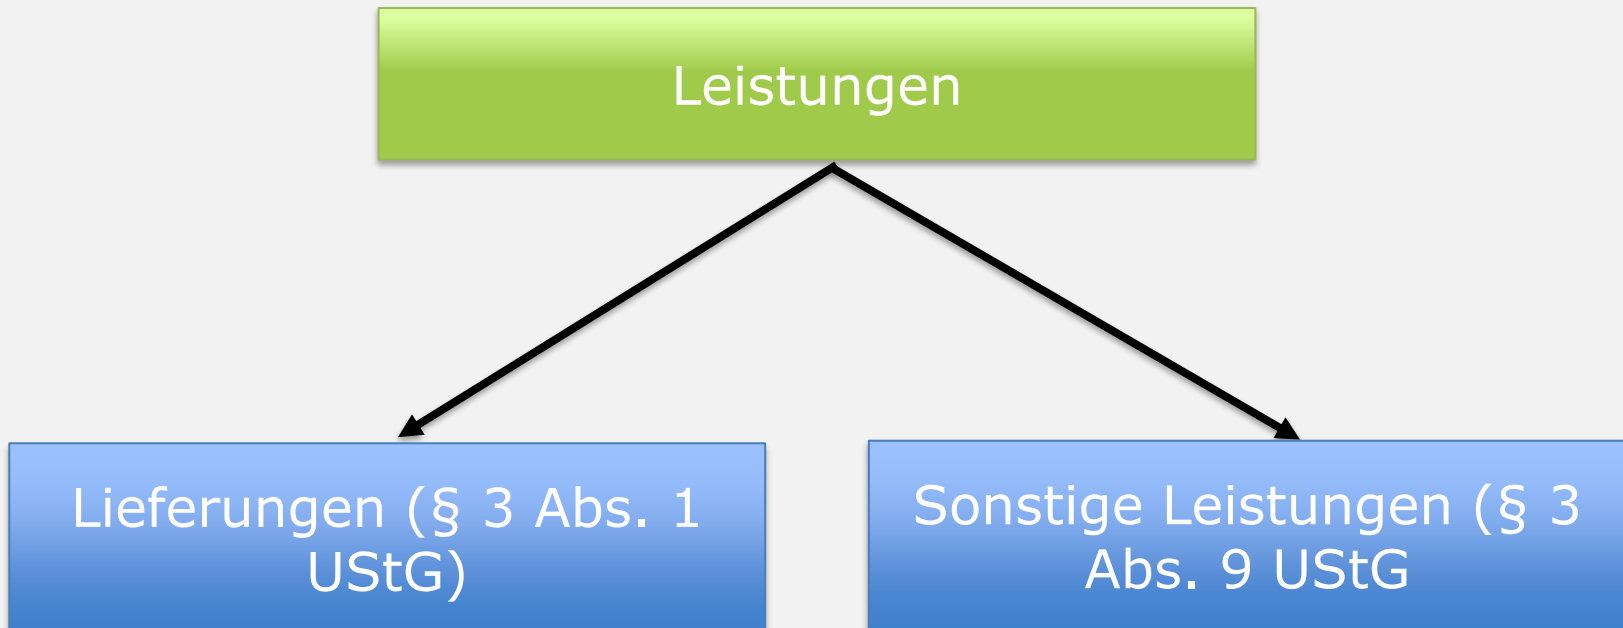 Leistungen
Lieferungen (§ 3 Abs. 1
UStG)
Sonstige Leistungen (§ 3
Abs. 9 UStG